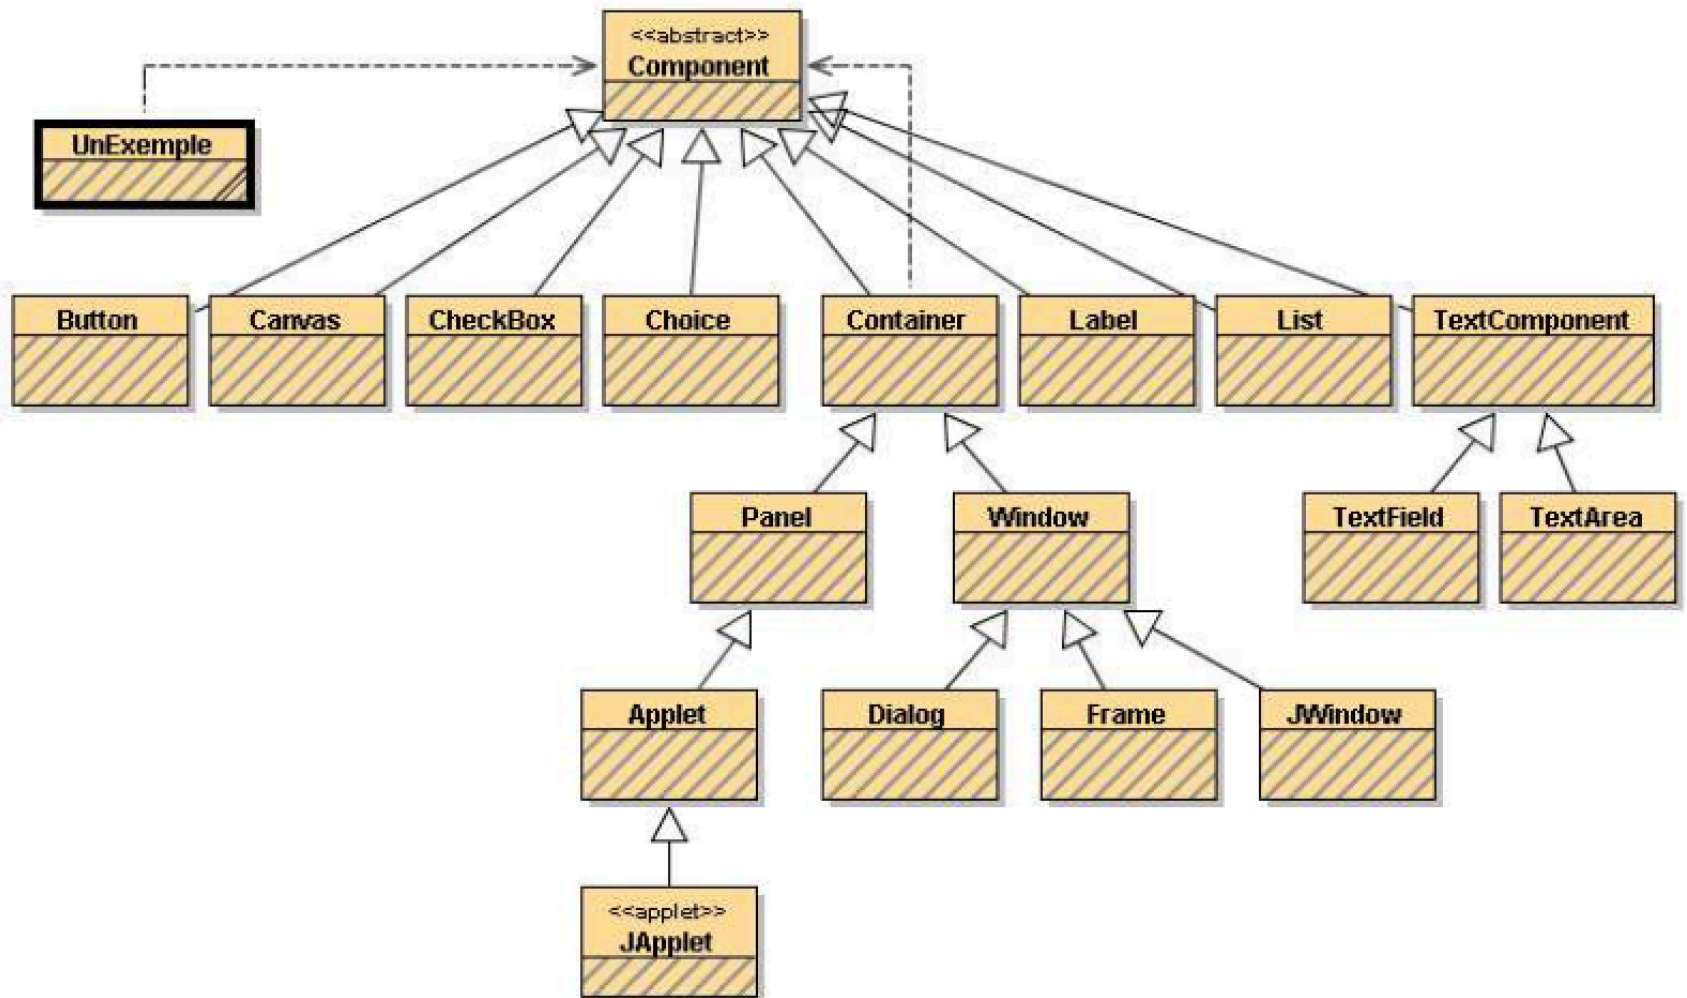 <<abstract>>
Component
UnExemple
Button
Canvas
CheckBox
Choice
Container
Label
List
TextComponent
Panel
Window
TextField
TextArea
Applet
Dialog
Frame
JWindow
<<applet>>
JApplet